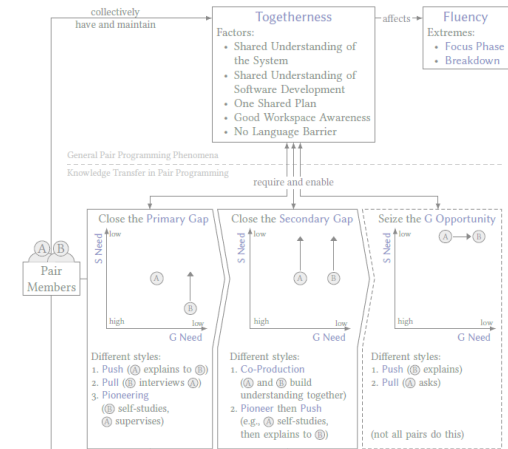 collectively
have and maintain
Togetherness
Factors:
• Shared Understanding of
the System
• Shared Understanding of
Software Development
• One Shared Plan
• Good Workspace Awareness
• No Language Barrier
affects
Fluency
Extremes:
• Focus Phase
• Breakdown
General Pair Programming Phenomena
Knowledge Transfer in Pair Programming
require and enable
A B
Pair
Members
Close the Primary Gap
S Need
low
A
B
high
low
G Need
Different styles:
1. Push (A explains to B)
2. Pull (B interviews A)
3. Pioneering
(B self-studies,
A supervises)
Close the Secondary Gap
S Need
low
A B
high
low
G Need
Different styles:
1. Co-Production
(A and B build
understanding together)
2. Pioneer then Push
(e.g., A self-studies,
then explains to B)
Seize the G Opportunity
S Need
low
A B
high
low
G Need
Different styles:
1. Push (B explains)
2. Pull (A asks)
(not all pairs do this)